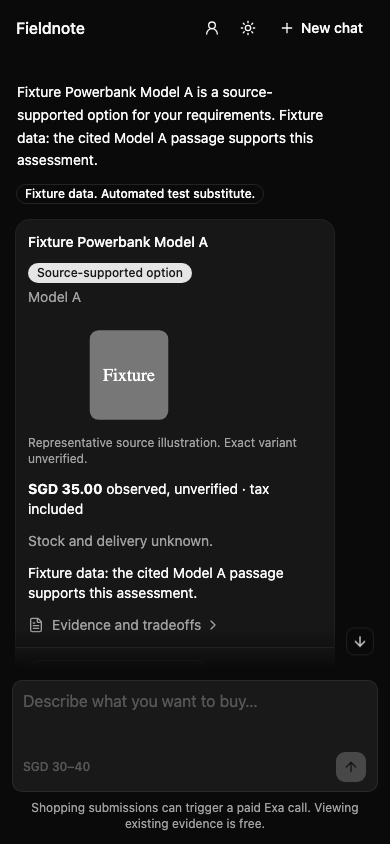 Fieldnote
New chat
Fixture Powerbank Model A is a source-
supported option for your requirements. Fixture
data: the cited Model A passage supports this
assessment.
Fixture data. Automated test substitute.
Fixture Powerbank Model A
Source-supported option
Model A
Fixture
Representative source illustration. Exact variant
unverified.
SGD 35.00 observed, unverified · tax
included
Stock and delivery unknown.
Fixture data: the cited Model A passage
supports this assessment.
Evidence and tradeoffs
Describe what you want to buy...
SGD 30–40
Shopping submissions can trigger a paid Exa call. Viewing
existing evidence is free.